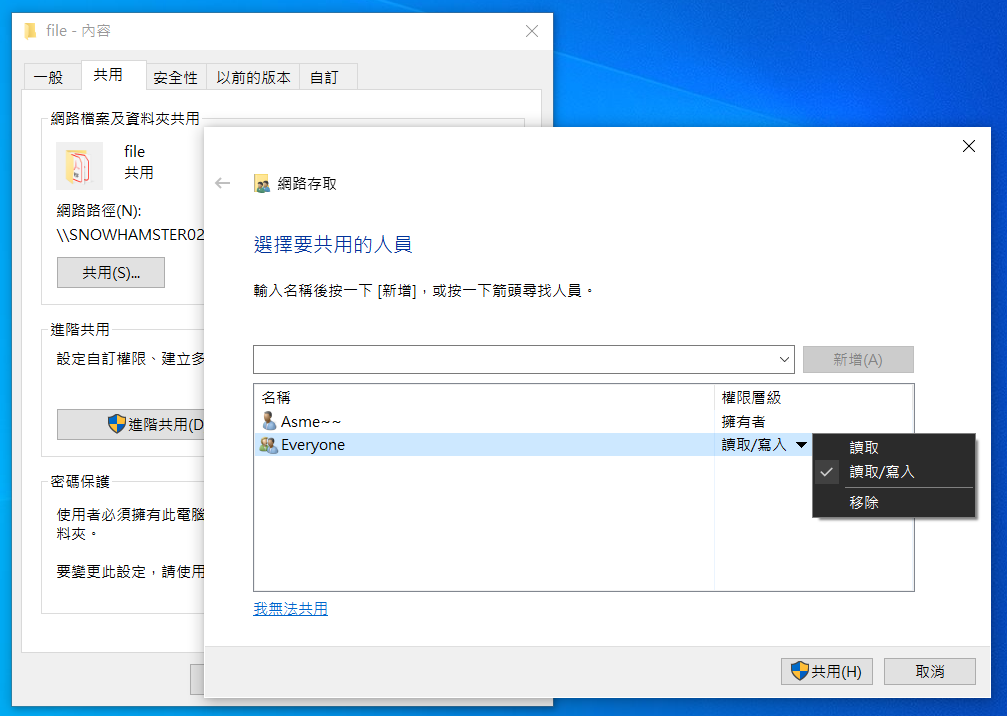 file - 內容
一般 共用 安全性 以前的版本 自訂
網路檔案及資料夾共用
file
共用
網路路徑(N):
\\SNOWHAMSTER02
共用(S)...
進階共用
設定自訂權限、建立多
進階共用(D
密碼保護
使用者必須擁有此電腦
料夾。
要變更此設定，請使用
網路存取
選擇要共用的人員
輸入名稱後按一下 [新增]，或按一下箭頭尋找人員。
新增(A)
名稱 權限層級
Asme~~ 擁有者
Everyone 讀取/寫入
讀取
讀取/寫入
移除
我無法共用
共用(H) 取消